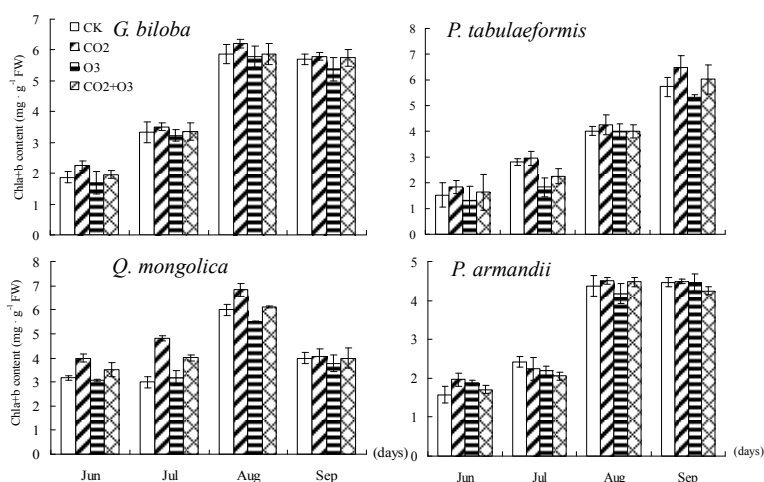 G. biloba
CK
CO2
O3
CO2+O3
Chla+b content (mg · g⁻¹ FW)
7
6
5
4
3
2
1
0
P. tabulaeformis
8
7
6
5
4
3
2
1
0
Q. mongolica
Chla+b content (mg · g⁻¹ FW)
8
7
6
5
4
3
2
1
0
Jun Jul Aug Sep (days)
P. armandii
5
4
3
2
1
0
Jun Jul Aug Sep (days)